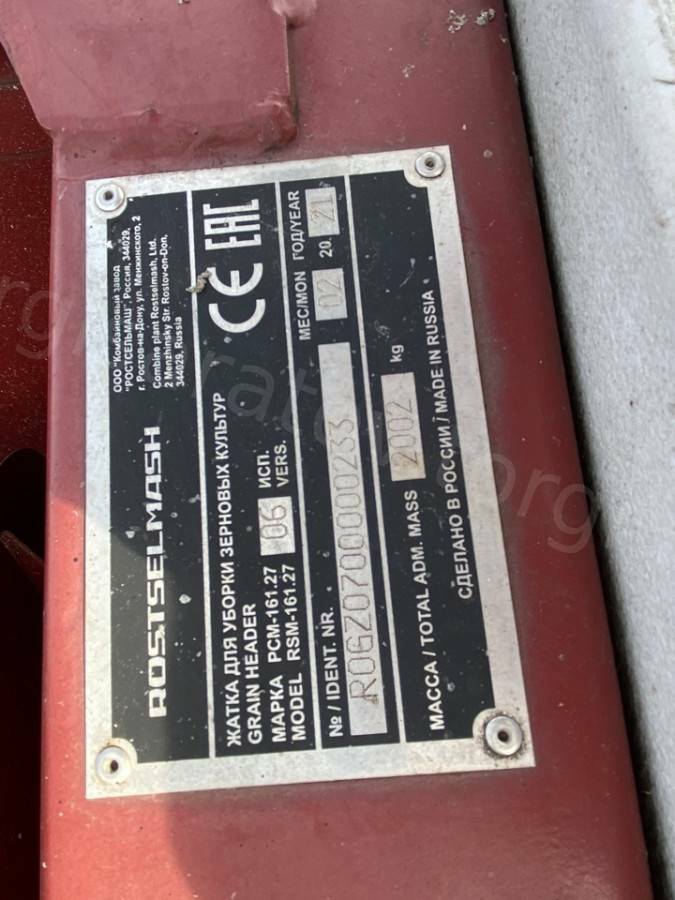 ROSTSELMASH
ООО "Комбайновый завод
"РОСТСЕЛЬМАШ", Россия, 344029,
г. Ростов-на-Дону, ул. Менжинского, 2
Combine plant Rostselmash, Ltd.
2 Menzhinsky Str. Rostov-on-Don,
344029, Russia
ЖАТКА ДЛЯ УБОРКИ ЗЕРНОВЫХ КУЛЬТУР
GRAIN HEADER
МАРКА РСМ-161.27 06 ИСП.
MODEL RSM-161.27 VERS.
CE EAC
№ / IDENT. NR. МЕС/MON ГОД/YEAR
R0GZ0700000233 02 20. 21
МАССА / TOTAL ADM. MASS 2002 kg
СДЕЛАНО В РОССИИ / MADE IN RUSSIA